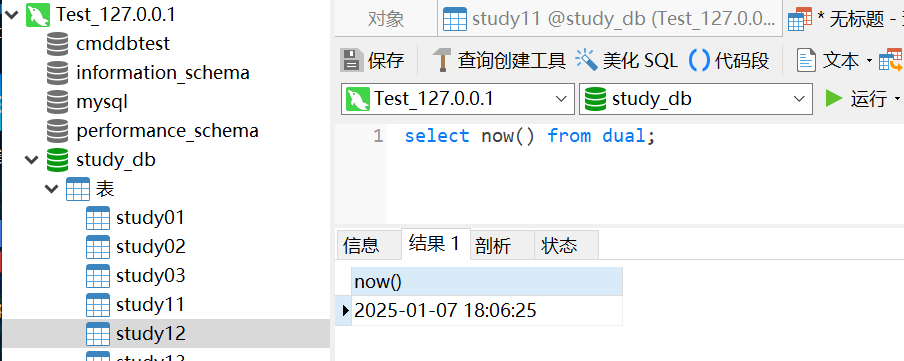 Test_127.0.0.1
cmddbtest
information_schema
mysql
performance_schema
study_db
表
study01
study02
study03
study11
study12
对象
study11 @study_db (Test_127.0.0...
* 无标题 -
保存
查询创建工具
美化 SQL
代码段
文本
Test_127.0.0.1
study_db
运行
1 select now() from dual;
信息
结果 1
剖析
状态
now()
2025-01-07 18:06:25